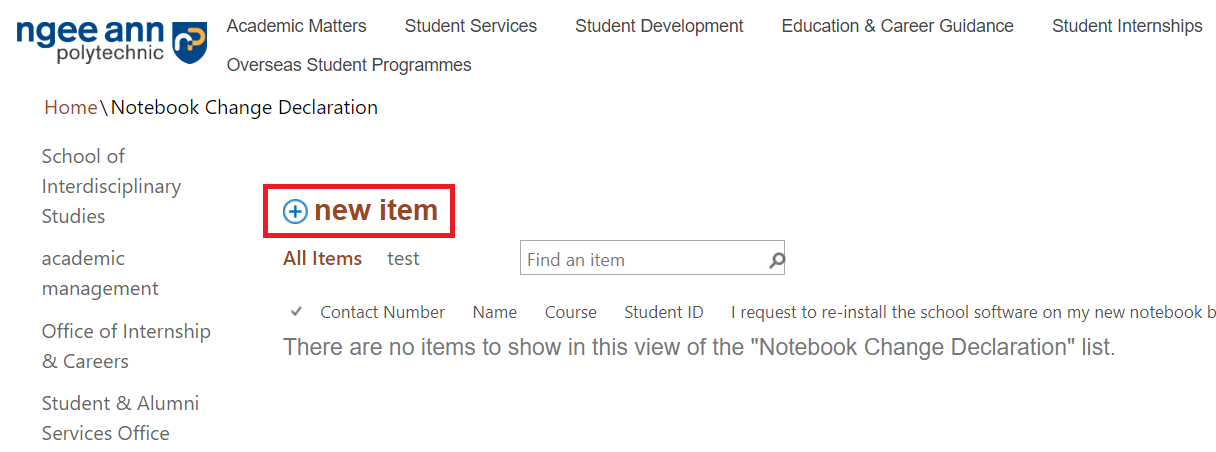 ngee ann
polytechnic
Academic Matters Student Services Student Development Education & Career Guidance Student Internships
Overseas Student Programmes
Home\Notebook Change Declaration
School of
Interdisciplinary
Studies
academic
management
Office of Internship
& Careers
Student & Alumni
Services Office
new item
All Items test Find an item
Contact Number Name Course Student ID I request to re-install the school software on my new notebook b
There are no items to show in this view of the "Notebook Change Declaration" list.